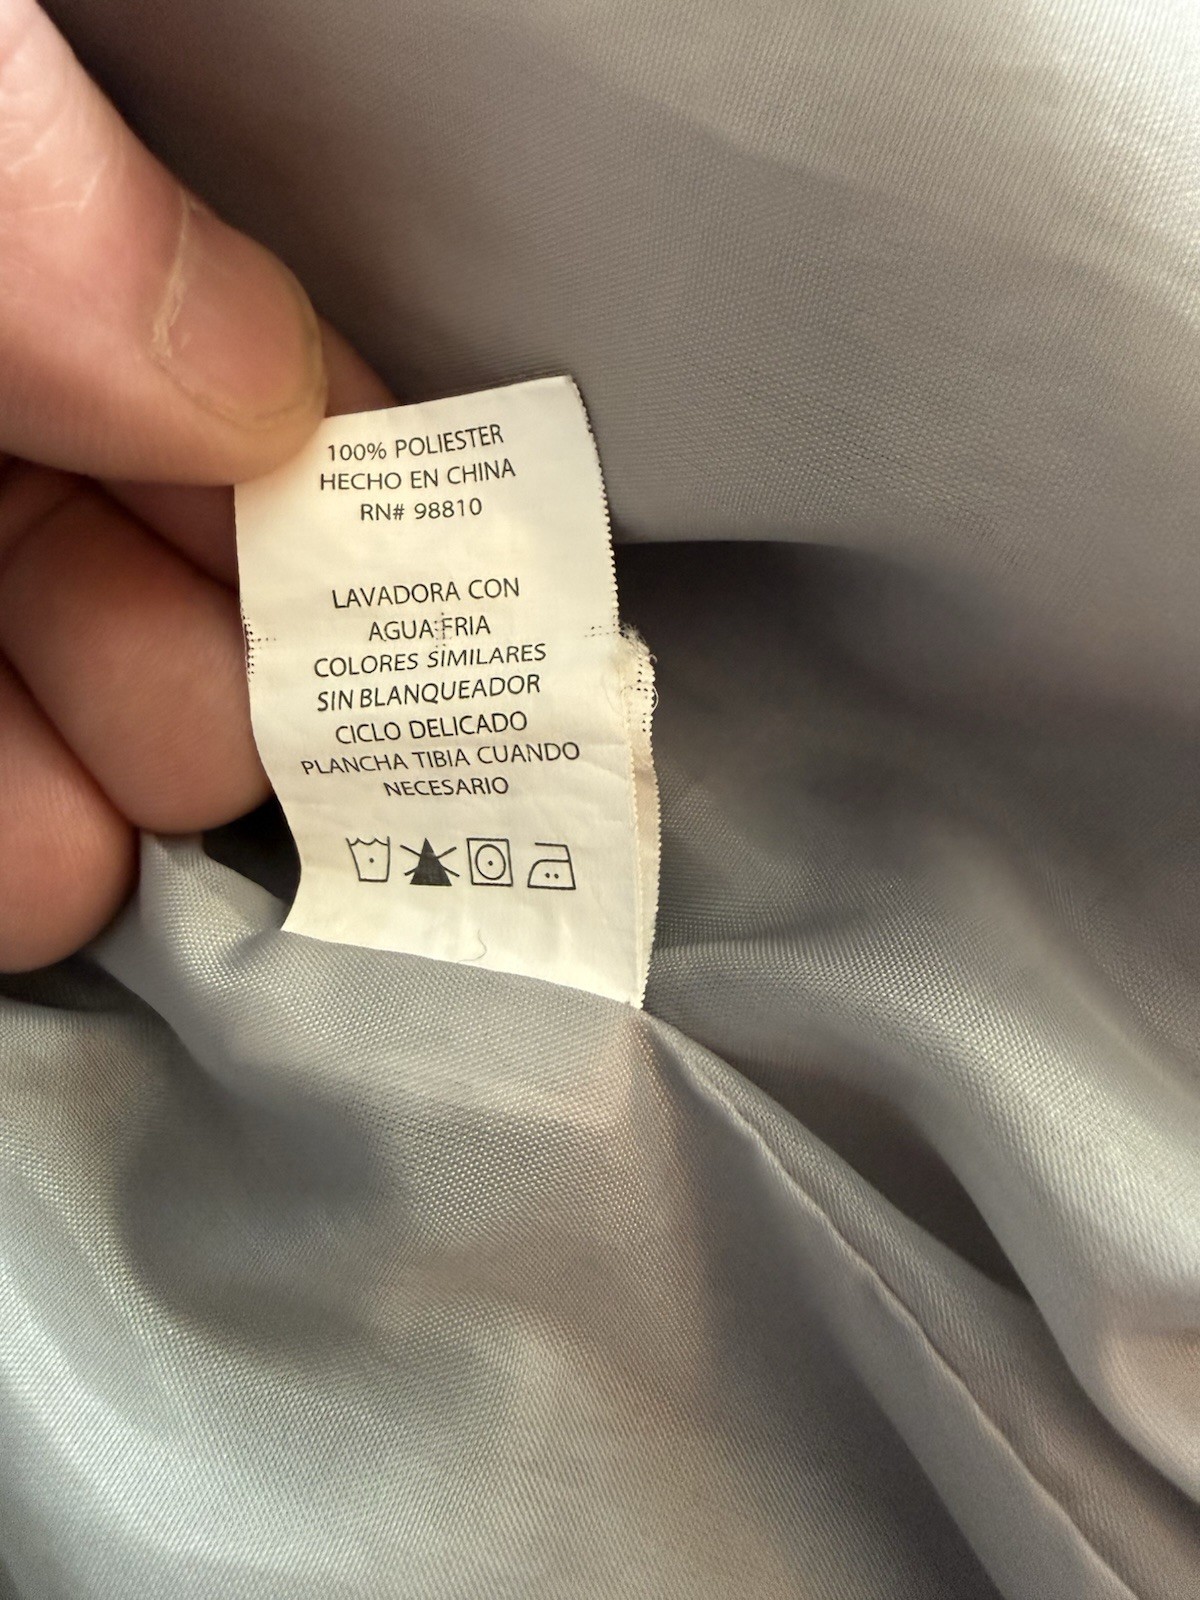 100% POLIESTER
HECHO EN CHINA
RN# 98810
LAVADORA CON
AGUA FRIA
COLORES SIMILARES
SIN BLANQUEADOR
CICLO DELICADO
PLANCHA TIBIA CUANDO
NECESARIO